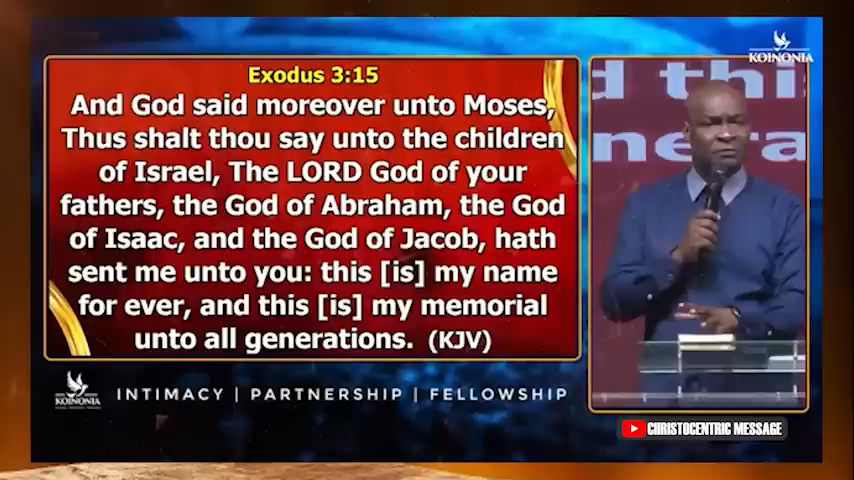 Exodus 3:15
And God said moreover unto Moses,
Thus shalt thou say unto the children
of Israel, The LORD God of your
fathers, the God of Abraham, the God
of Isaac, and the God of Jacob, hath
sent me unto you: this [is] my name
for ever, and this [is] my memorial
unto all generations. (KJV)
KOINONIA
d thi
nera
KOINONIA
INTIMACY | PARTNERSHIP | FELLOWSHIP
CHRISTOCENTRIC MESSAGE